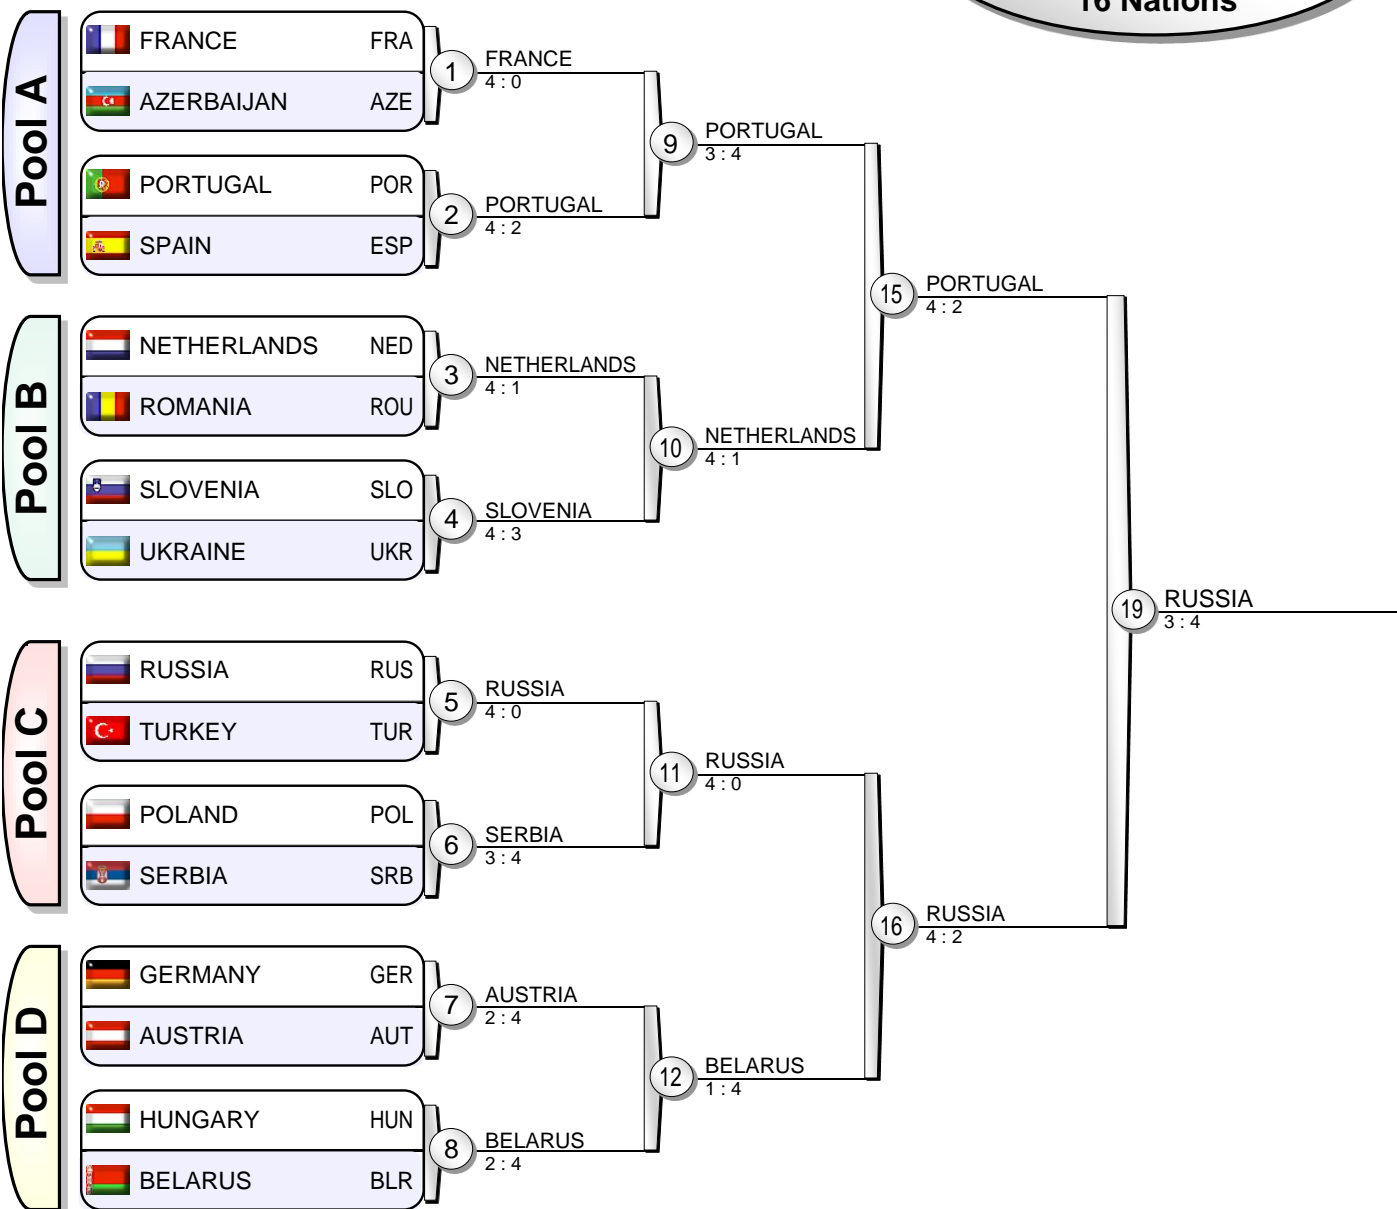 16 Nations
Pool A
FRANCE FRA
AZERBAIJAN AZE
PORTUGAL POR
SPAIN ESP
Pool B
NETHERLANDS NED
ROMANIA ROU
SLOVENIA SLO
UKRAINE UKR
Pool C
RUSSIA RUS
TURKEY TUR
POLAND POL
SERBIA SRB
Pool D
GERMANY GER
AUSTRIA AUT
HUNGARY HUN
BELARUS BLR
1 FRANCE
4 : 0
2 PORTUGAL
4 : 2
3 NETHERLANDS
4 : 1
4 SLOVENIA
4 : 3
5 RUSSIA
4 : 0
6 SERBIA
3 : 4
7 AUSTRIA
2 : 4
8 BELARUS
2 : 4
9 PORTUGAL
3 : 4
10 NETHERLANDS
4 : 1
11 RUSSIA
4 : 0
12 BELARUS
1 : 4
15 PORTUGAL
4 : 2
16 RUSSIA
4 : 2
19 RUSSIA
3 : 4